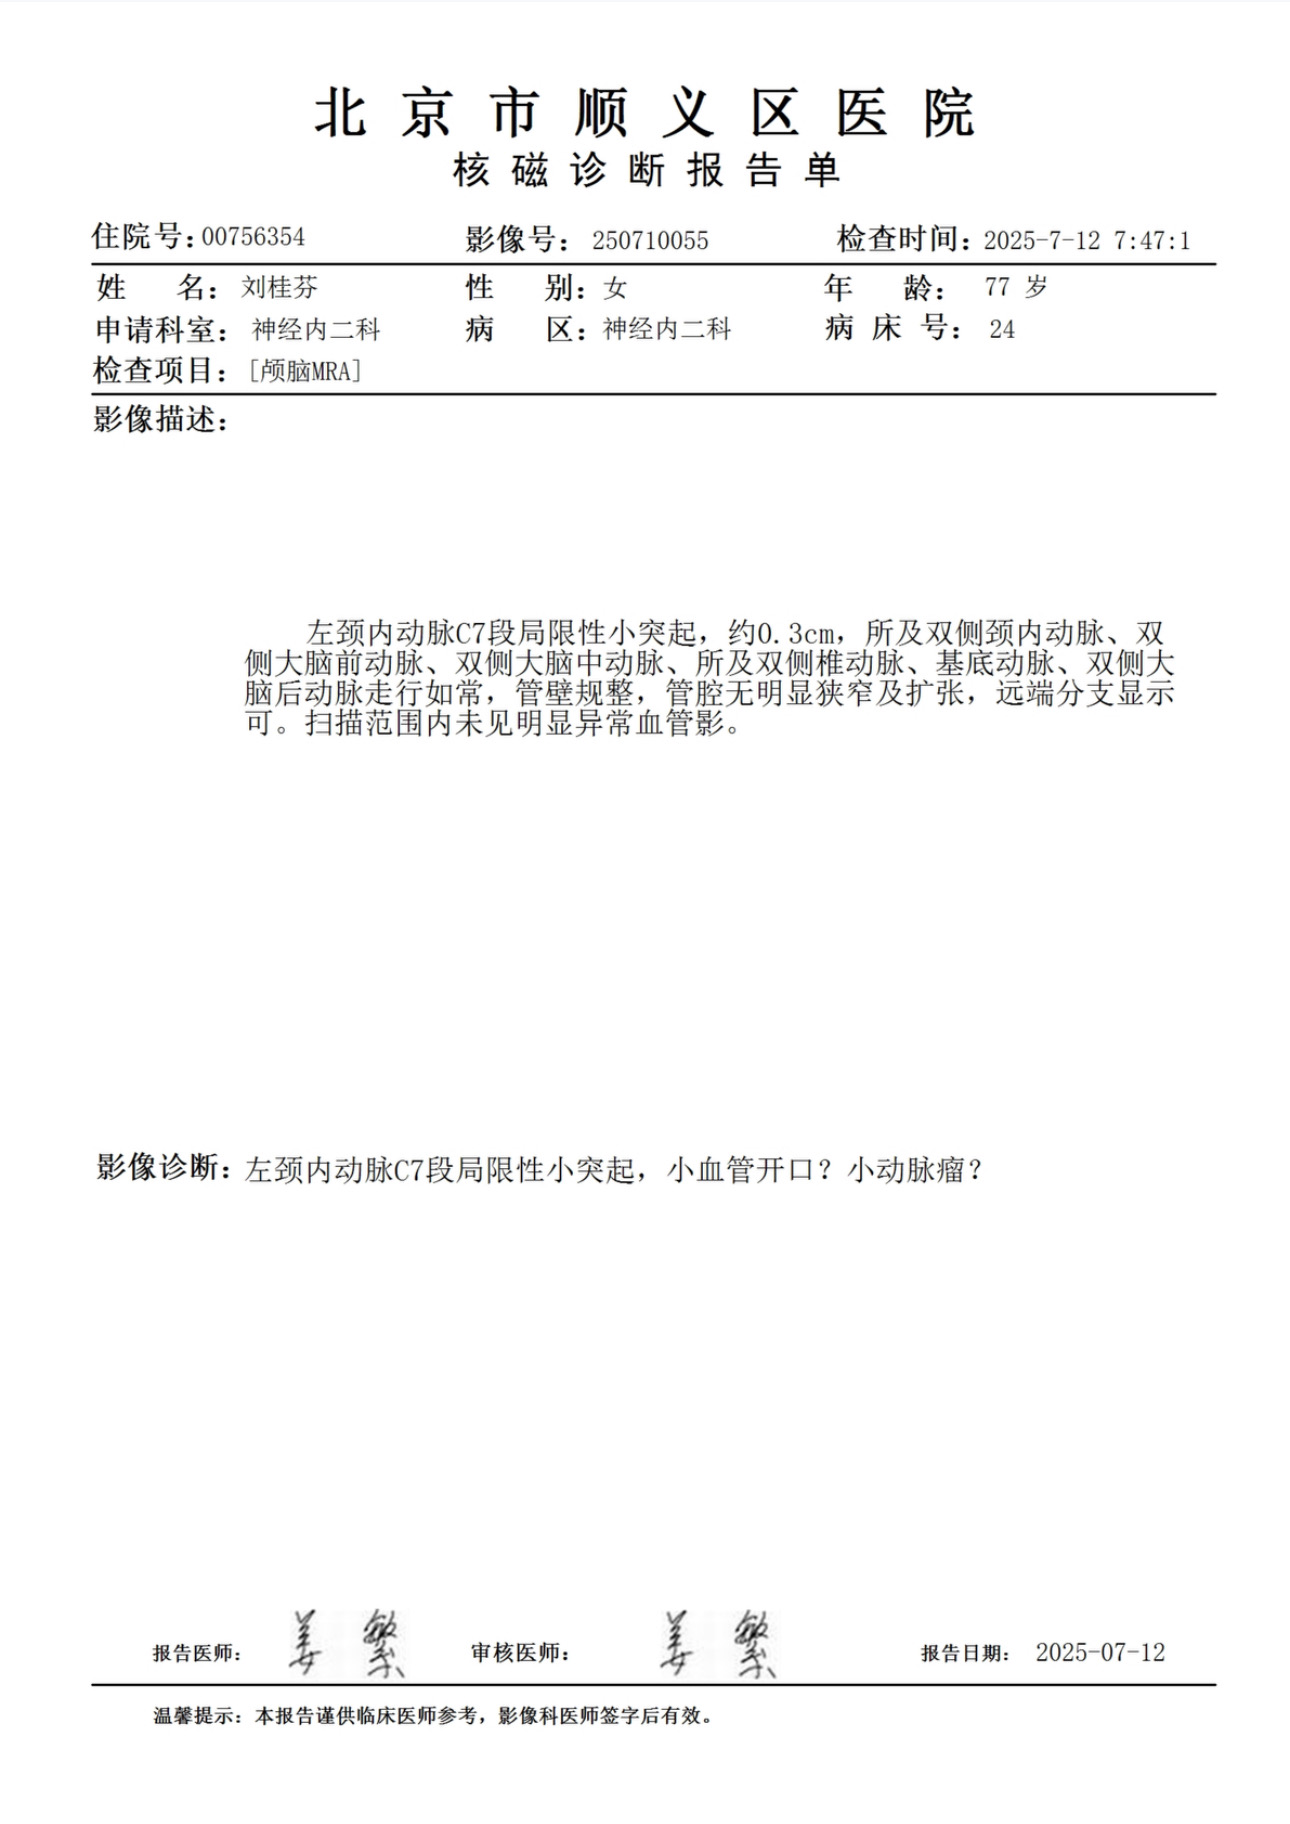 北京市顺义区医院
核磁诊断报告单
住院号:00756354 影像号: 250710055 检查时间: 2025-7-12 7:47:1
姓 名: 刘桂芬 性 别: 女 年 龄: 77 岁
申请科室: 神经内二科 病 区: 神经内二科 病 床 号: 24
检查项目: [颅脑MRA]
影像描述:
左颈内动脉C7段局限性小突起，约0.3cm，所及双侧颈内动脉、双
侧大脑前动脉、双侧大脑中动脉、所及双侧椎动脉、基底动脉、双侧大
脑后动脉走行如常，管壁规整，管腔无明显狭窄及扩张，远端分支显示
可。扫描范围内未见明显异常血管影。
影像诊断: 左颈内动脉C7段局限性小突起，小血管开口？小动脉瘤？
报告医师: 姜繁 审核医师: 姜繁 报告日期: 2025-07-12
温馨提示: 本报告谨供临床医师参考，影像科医师签字后有效。